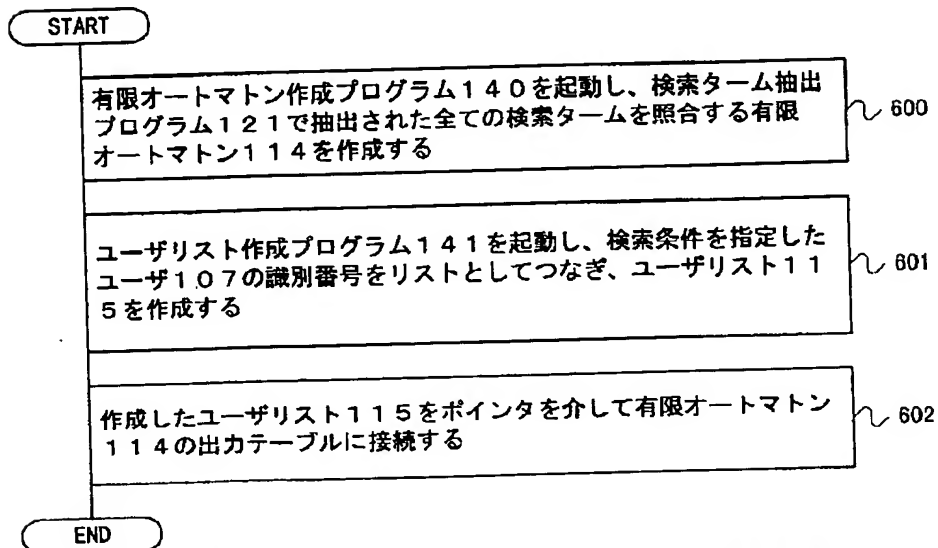 START
有限オートマトン作成プログラム140を起動し、検索ターム抽出
プログラム121で抽出された全ての検索タームを照合する有限
オートマトン114を作成する
600
ユーザリスト作成プログラム141を起動し、検索条件を指定した
ユーザ107の識別番号をリストとしてつなぎ、ユーザリスト11
5を作成する
601
作成したユーザリスト115をポインタを介して有限オートマトン
114の出力テーブルに接続する
602
END